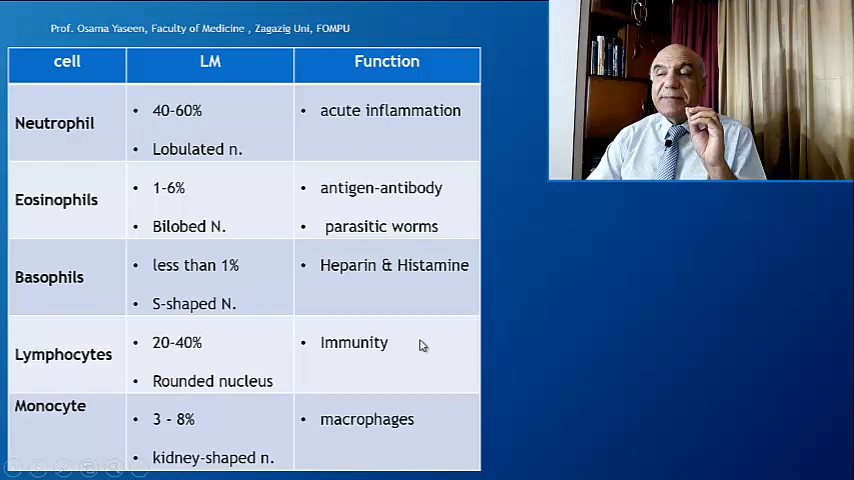 Prof. Osama Yaseen, Faculty of Medicine , Zagazig Uni, FOMPU
cell LM Function
Neutrophil
• 40-60%
• Lobulated n.
• acute inflammation
Eosinophils
• 1-6%
• Bilobed N.
• antigen-antibody
• parasitic worms
Basophils
• less than 1%
• S-shaped N.
• Heparin & Histamine
Lymphocytes
• 20-40%
• Rounded nucleus
• Immunity
Monocyte
• 3 - 8%
• kidney-shaped n.
• macrophages